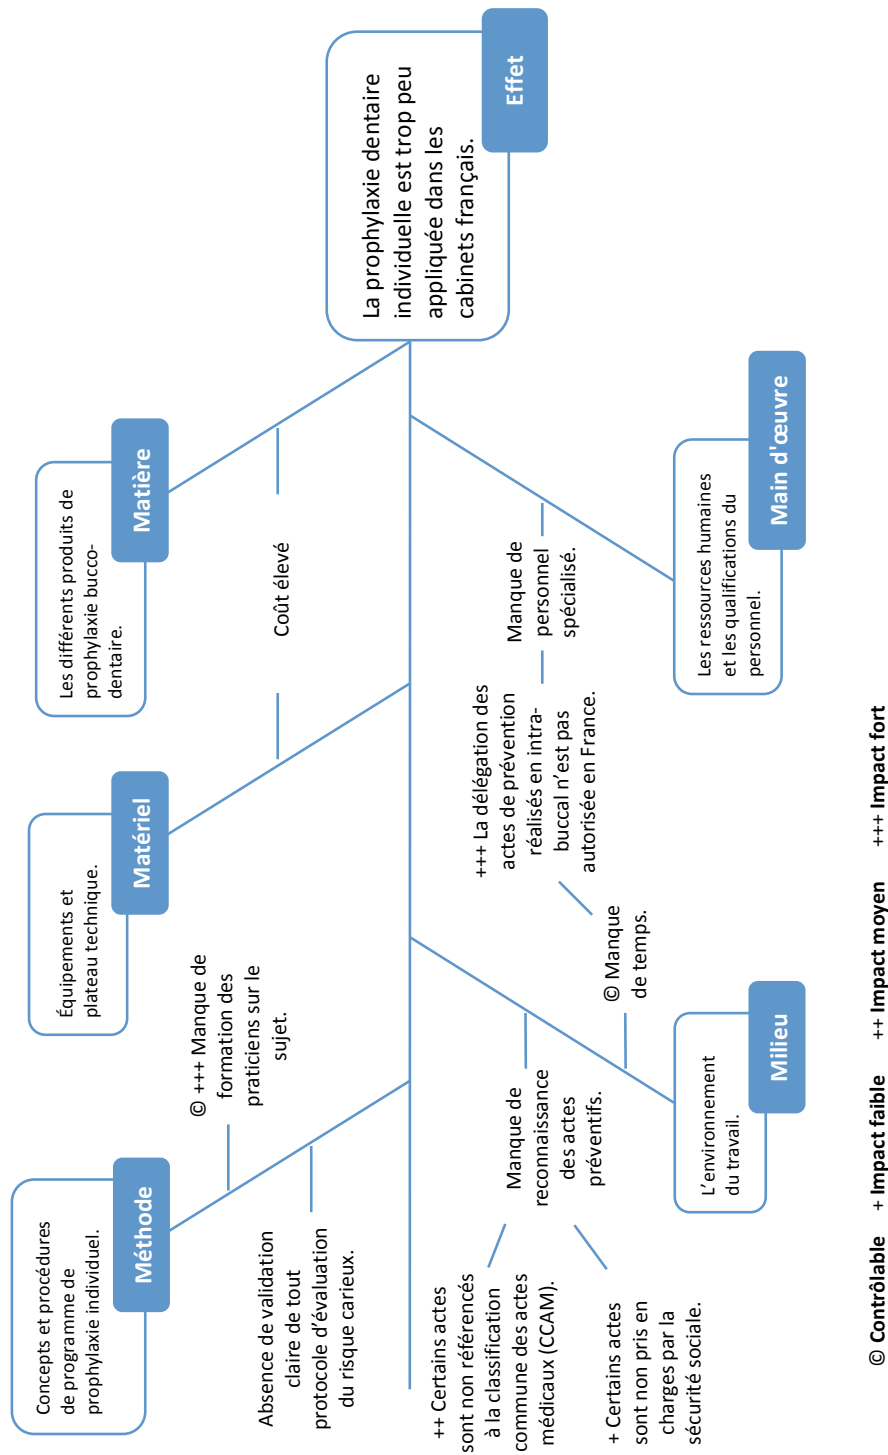 Concepts et procédures
de programme de
prophylaxie individuel.
Méthode
© +++ Manque de
formation des
praticiens sur le
sujet.
Absence de validation
claire de tout
protocole d'évaluation
du risque carieux.
Équipements et
plateau technique.
Matériel
Les différents produits de
prophylaxie bucco-
dentaire.
Matière
Coût élevé
La prophylaxie dentaire
individuelle est trop peu
appliquée dans les
cabinets français.
Effet
++ Certains actes
sont non référencés
à la classification
commune des actes
médicaux (CCAM).
+ Certains actes
sont non pris en
charges par la
sécurité sociale.
Manque de
reconnaissance
des actes
préventifs.
© Manque
de temps.
L'environnement
du travail.
Milieu
+++ La délégation des
actes de prévention
réalisés en intra-
buccal n'est pas
autorisée en France.
Manque de
personnel
spécialisé.
Les ressources humaines
et les qualifications du
personnel.
Main d'œuvre
© Contrôlable + Impact faible ++ Impact moyen +++ Impact fort